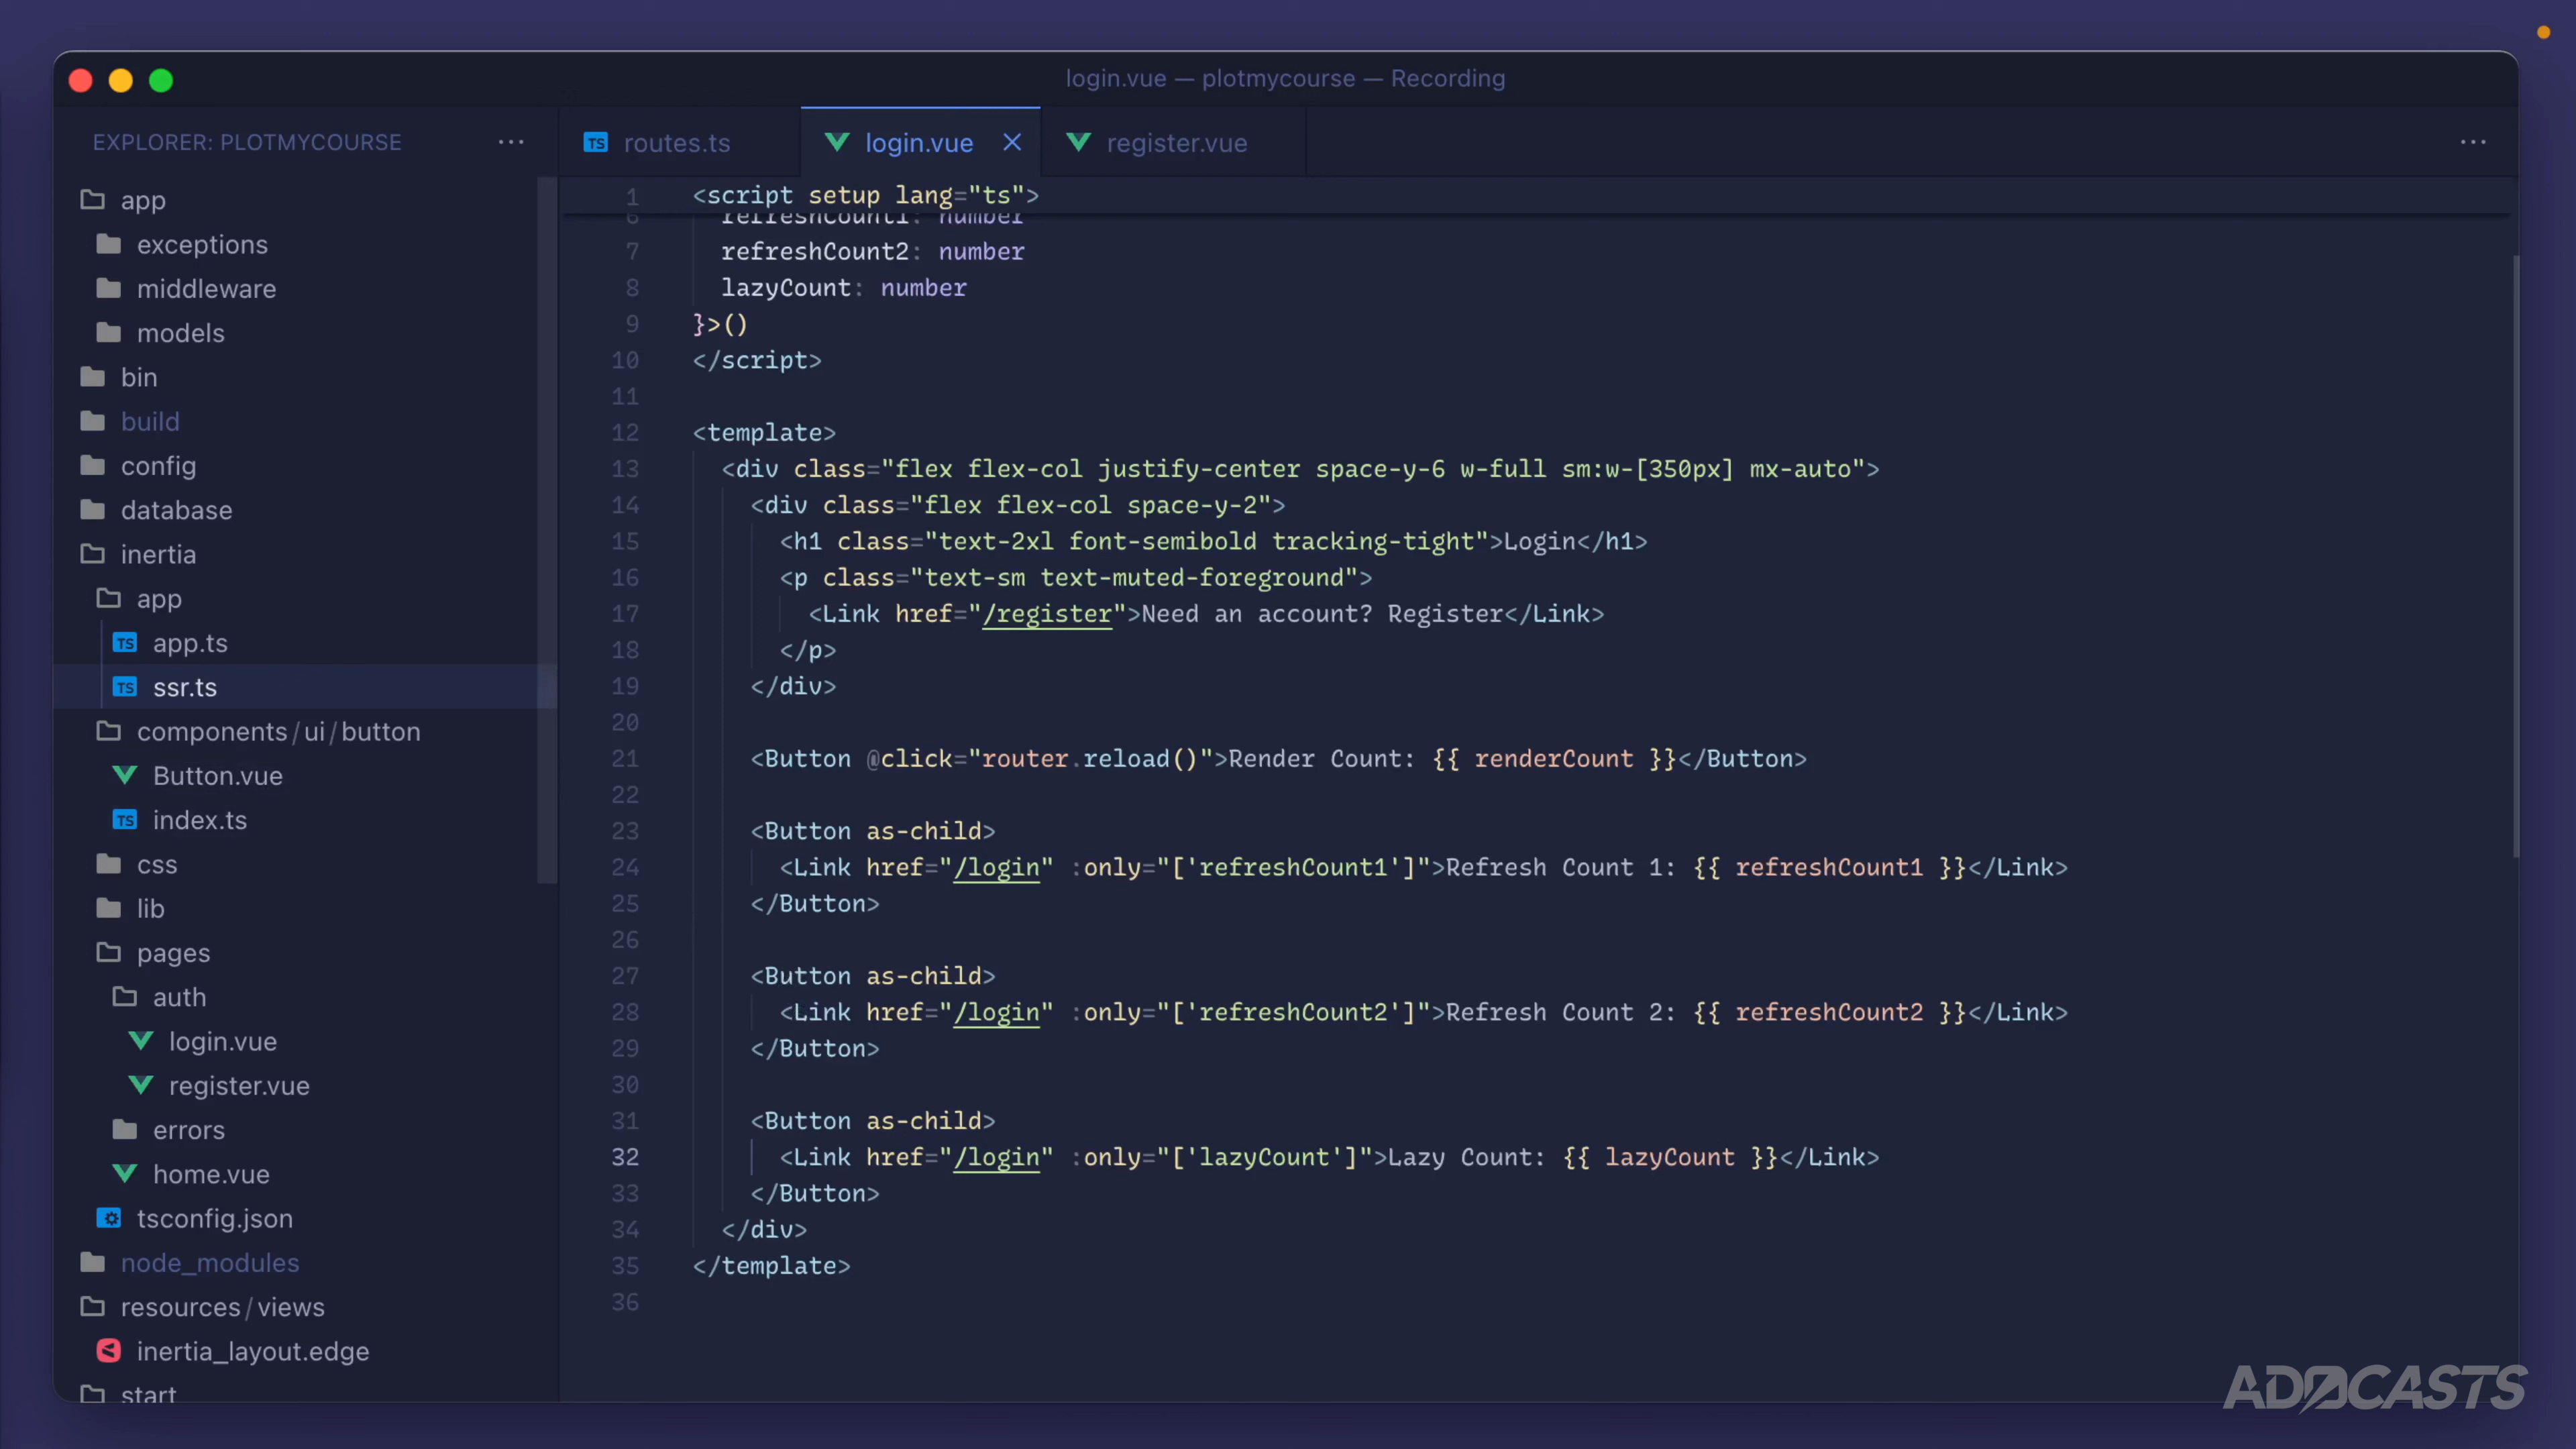 login.vue — plotmycourse — Recording
EXPLORER: PLOTMYCOURSE
app
exceptions
middleware
models
bin
build
config
database
inertia
app
TS app.ts
TS ssr.ts
components/ui/button
Button.vue
TS index.ts
css
lib
pages
auth
login.vue
register.vue
errors
home.vue
tsconfig.json
node_modules
resources/views
inertia_layout.edge
start
TS routes.ts
login.vue
register.vue
1 <script setup lang="ts">
6 refreshCount1: number
7 refreshCount2: number
8 lazyCount: number
9 }>()
10 </script>
11
12 <template>
13 <div class="flex flex-col justify-center space-y-6 w-full sm:w-[350px] mx-auto">
14 <div class="flex flex-col space-y-2">
15 <h1 class="text-2xl font-semibold tracking-tight">Login</h1>
16 <p class="text-sm text-muted-foreground">
17 <Link href="/register">Need an account? Register</Link>
18 </p>
19 </div>
20
21 <Button @click="router.reload()">Render Count: {{ renderCount }}</Button>
22
23 <Button as-child>
24 <Link href="/login" :only="['refreshCount1']">Refresh Count 1: {{ refreshCount1 }}</Link>
25 </Button>
26
27 <Button as-child>
28 <Link href="/login" :only="['refreshCount2']">Refresh Count 2: {{ refreshCount2 }}</Link>
29 </Button>
30
31 <Button as-child>
32 <Link href="/login" :only="['lazyCount']">Lazy Count: {{ lazyCount }}</Link>
33 </Button>
34 </div>
35 </template>
36
ADOCASTS